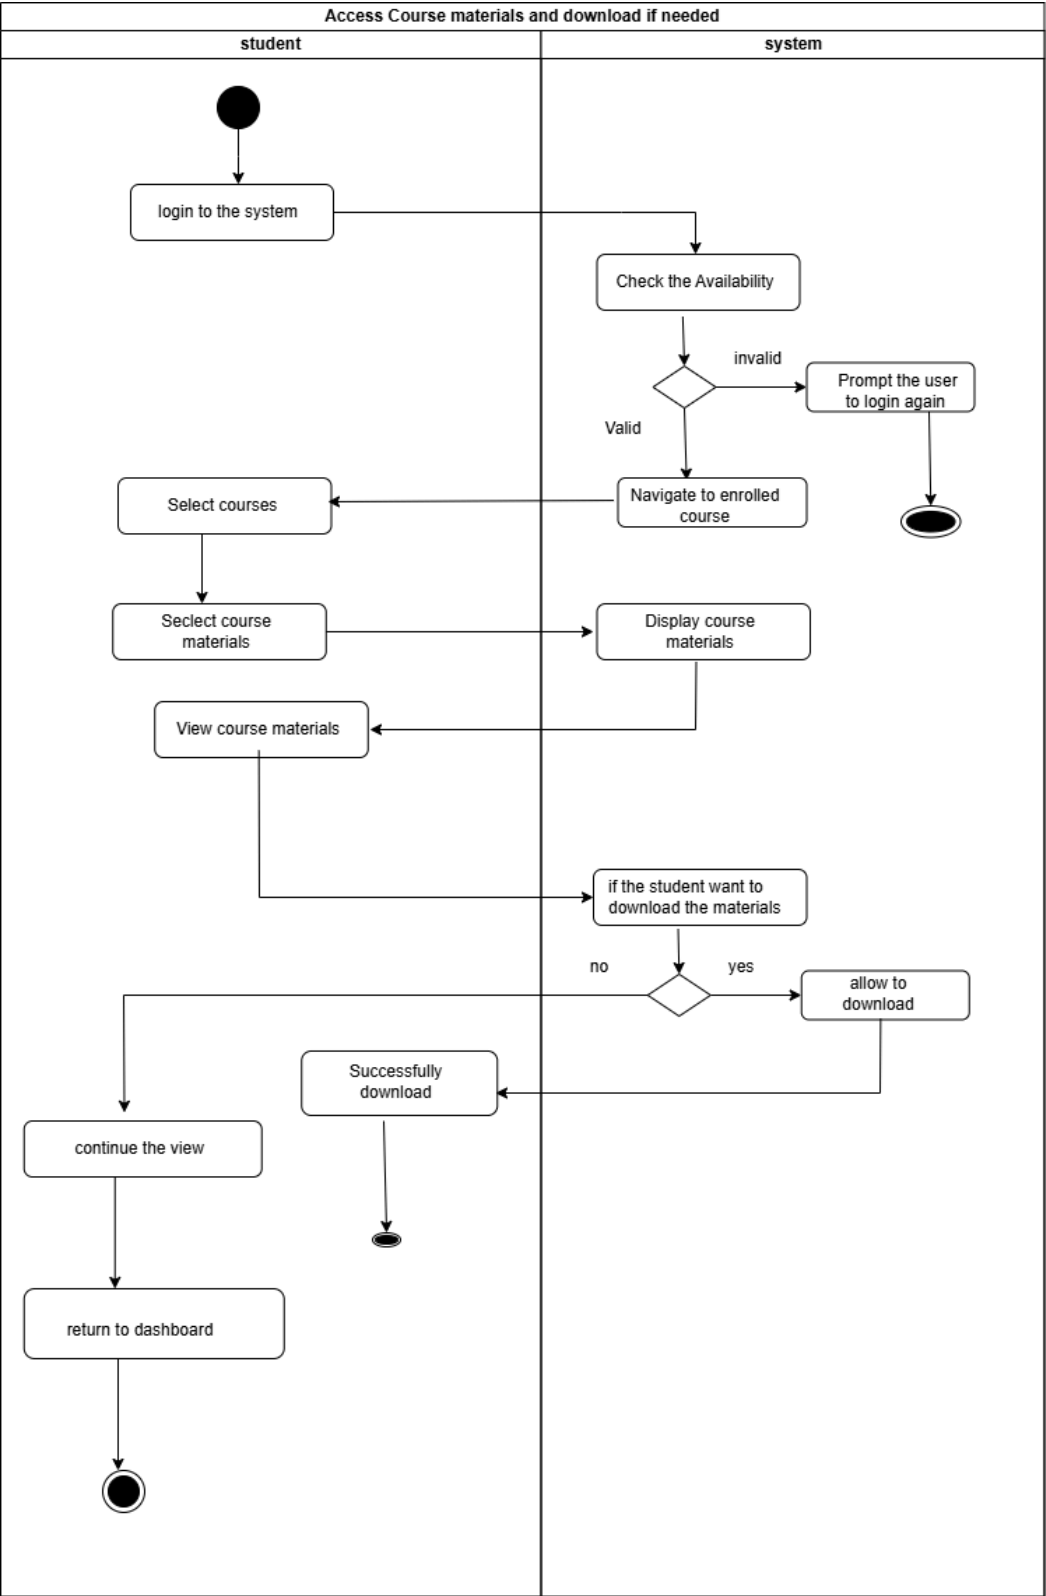 Access Course materials and download if needed
student
system
login to the system
Check the Availability
invalid
Prompt the user
to login again
Valid
Navigate to enrolled
course
Select courses
Seclect course
materials
Display course
materials
View course materials
if the student want to
download the materials
no
yes
allow to
download
Successfully
download
continue the view
return to dashboard